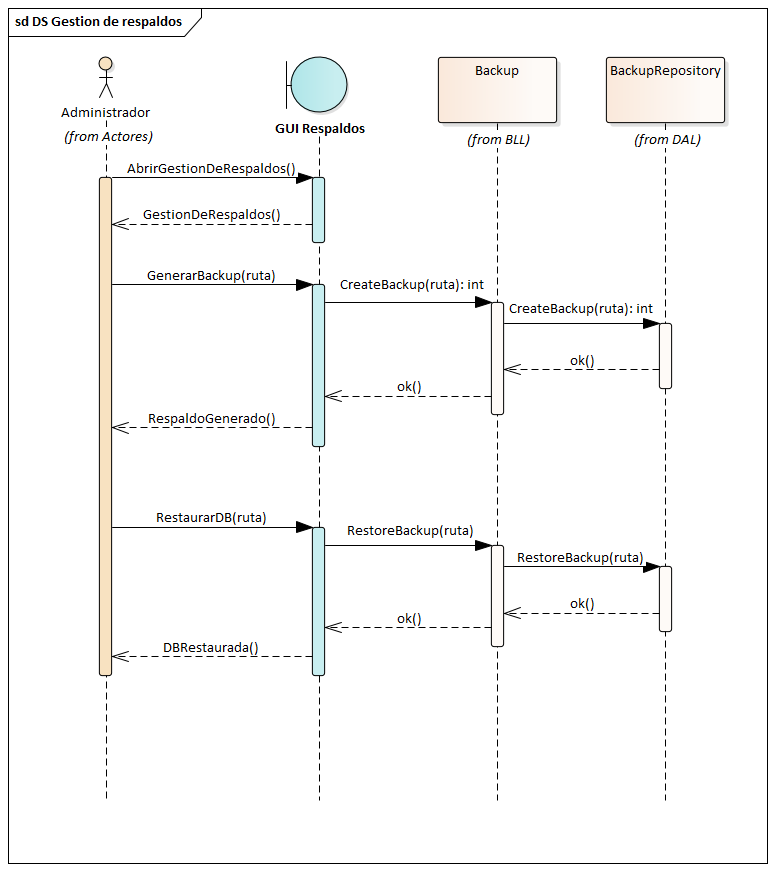 sd DS Gestion de respaldos
Administrador
(from Actores)
GUI Respaldos
Backup
(from BLL)
BackupRepository
(from DAL)
AbrirGestionDeRespaldos()
GestionDeRespaldos()
GenerarBackup(ruta)
CreateBackup(ruta): int
CreateBackup(ruta): int
ok()
ok()
RespaldoGenerado()
RestaurarDB(ruta)
RestoreBackup(ruta)
RestoreBackup(ruta)
ok()
ok()
DBRestaurada()